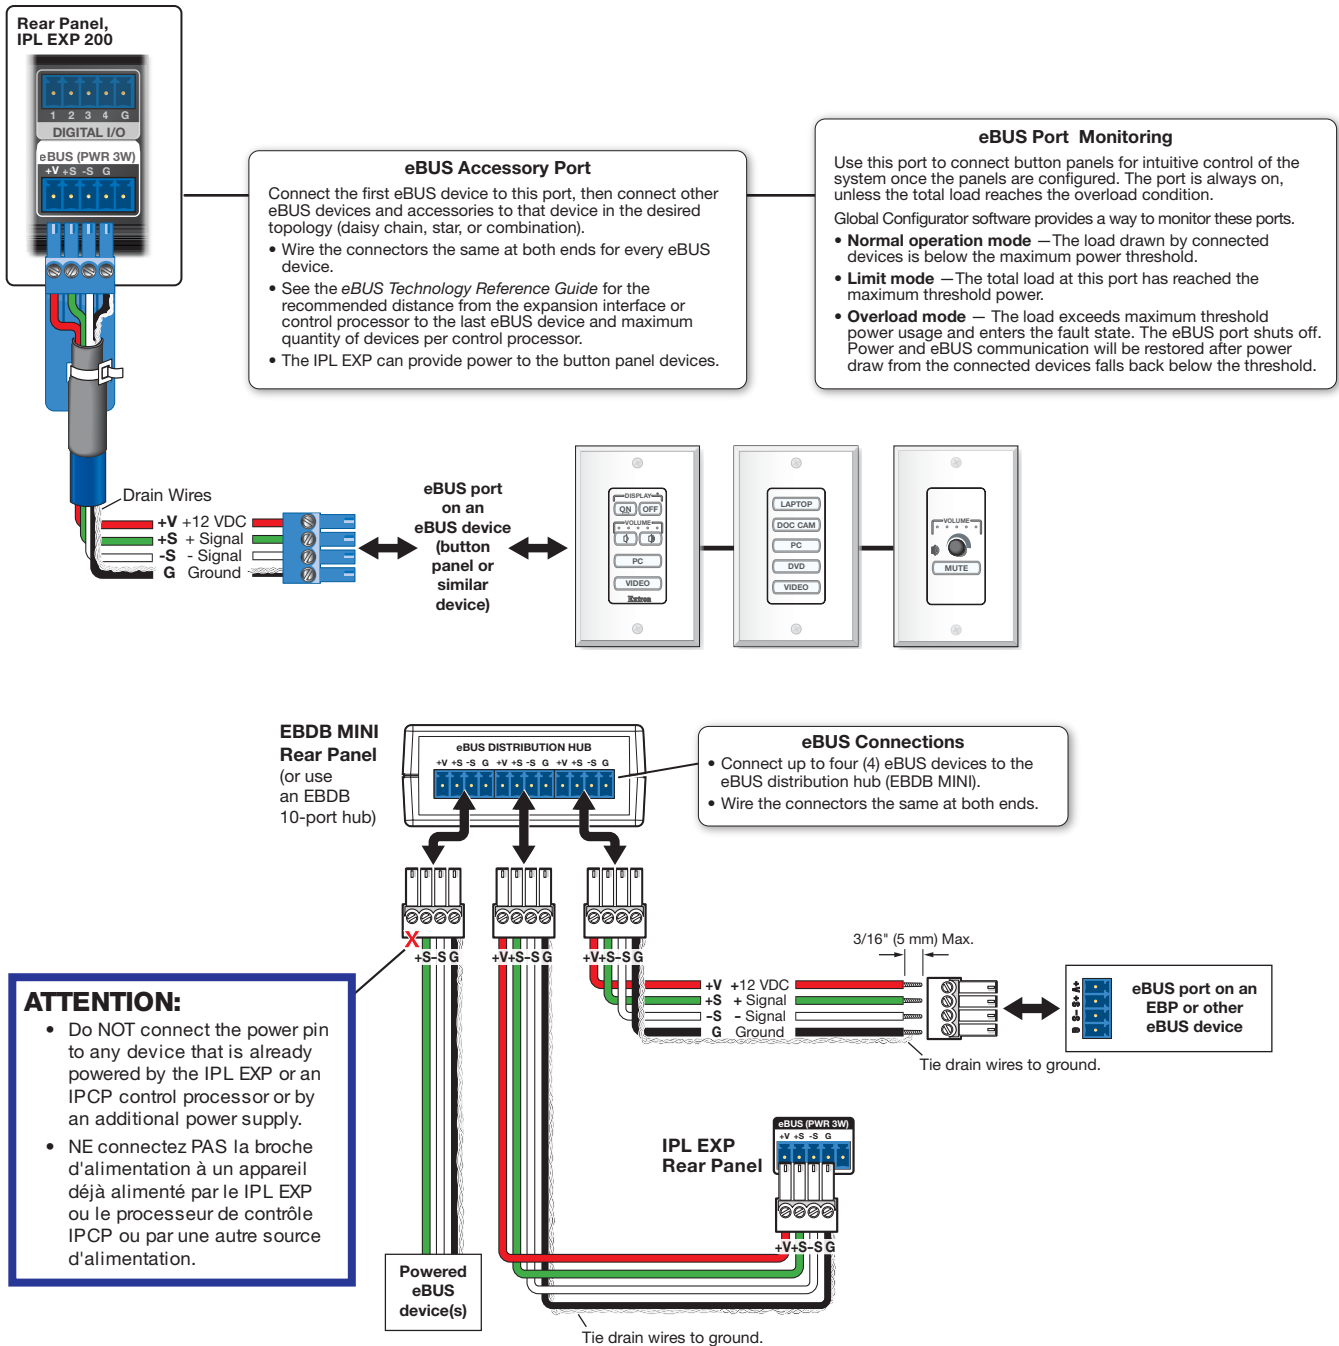 Rear Panel,
IPL EXP 200
1 2 3 4 G
DIGITAL I/O
eBUS (PWR 3W)
+V +S -S G
eBUS Accessory Port
Connect the first eBUS device to this port, then connect other
eBUS devices and accessories to that device in the desired
topology (daisy chain, star, or combination).
• Wire the connectors the same at both ends for every eBUS
device.
• See the eBUS Technology Reference Guide for the
recommended distance from the expansion interface or
control processor to the last eBUS device and maximum
quantity of devices per control processor.
• The IPL EXP can provide power to the button panel devices.
eBUS Port Monitoring
Use this port to connect button panels for intuitive control of the
system once the panels are configured. The port is always on,
unless the total load reaches the overload condition.
Global Configurator software provides a way to monitor these ports.
• Normal operation mode —The load drawn by connected
devices is below the maximum power threshold.
• Limit mode —The total load at this port has reached the
maximum threshold power.
• Overload mode — The load exceeds maximum threshold
power usage and enters the fault state. The eBUS port shuts off.
Power and eBUS communication will be restored after power
draw from the connected devices falls back below the threshold.
Drain Wires
+V +12 VDC
+S + Signal
-S - Signal
G Ground
eBUS port
on an
eBUS device
(button
panel or
similar
device)
DISPLAY
ON OFF
VOLUME
PC
VIDEO
Extron
LAPTOP
DOC CAM
PC
DVD
VIDEO
VOLUME
MUTE
EBDB MINI
Rear Panel
(or use
an EBDB
10-port hub)
eBUS DISTRIBUTION HUB
+V +S -S G +V +S -S G +V +S -S G
eBUS Connections
• Connect up to four (4) eBUS devices to the
eBUS distribution hub (EBDB MINI).
• Wire the connectors the same at both ends.
X
+S-S G
+V+S-S G
+V+S-S G
3/16" (5 mm) Max.
+V +12 VDC
+S + Signal
-S - Signal
G Ground
+V +S -S G
eBUS port on an
EBP or other
eBUS device
Tie drain wires to ground.
ATTENTION:
• Do NOT connect the power pin
to any device that is already
powered by the IPL EXP or an
IPCP control processor or by
an additional power supply.
• NE connectez PAS la broche
d'alimentation à un appareil
déjà alimenté par le IPL EXP
ou le processeur de contrôle
IPCP ou par une autre source
d'alimentation.
IPL EXP
Rear Panel
eBUS (PWR 3W)
+V +S -S G
+V+S-S G
Powered
eBUS
device(s)
Tie drain wires to ground.